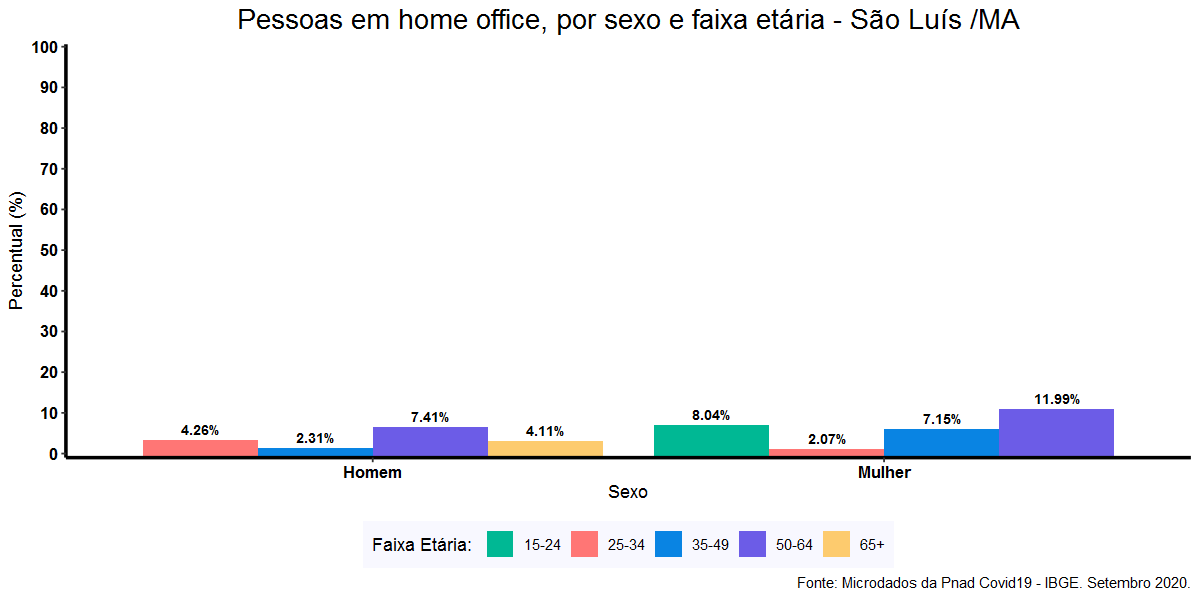 Pessoas em home office, por sexo e faixa etária - São Luís /MA
100
90
80
70
60
50
40
30
20
10
0
Percentual (%)
4.26%
2.31%
7.41%
4.11%
8.04%
2.07%
7.15%
11.99%
Homem
Mulher
Sexo
Faixa Etária: 15-24 25-34 35-49 50-64 65+
Fonte: Microdados da Pnad Covid19 - IBGE. Setembro 2020.